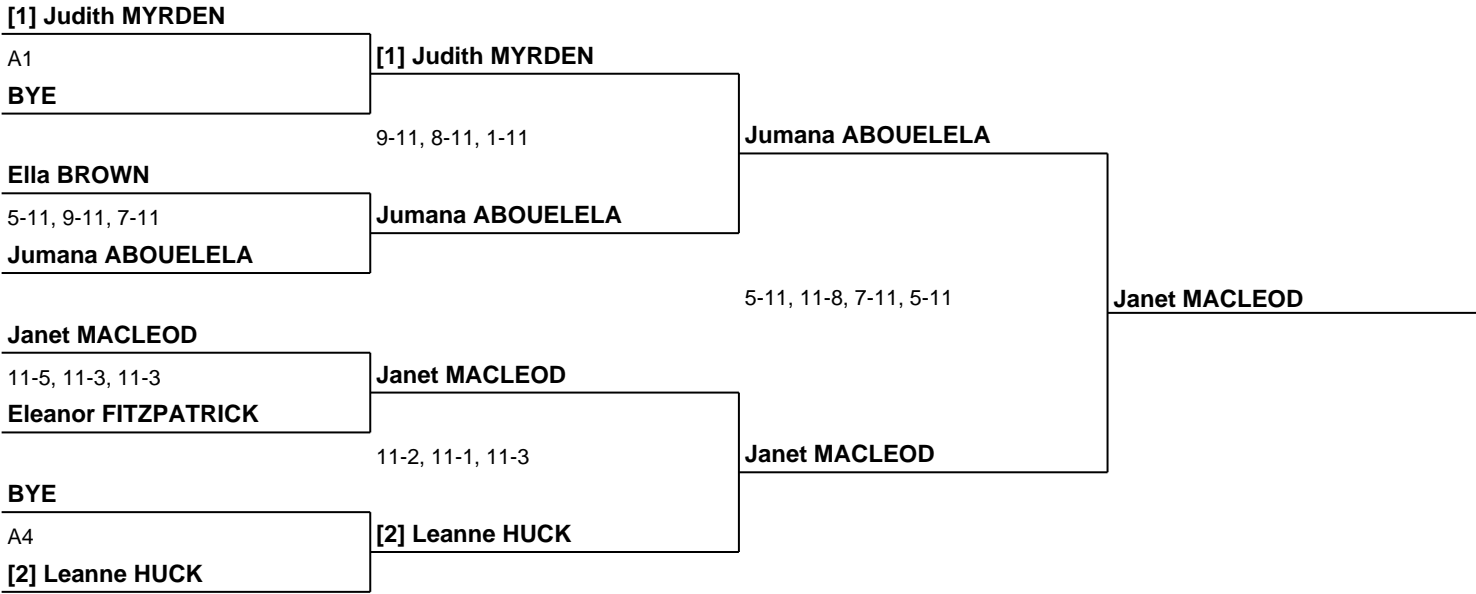 [1] Judith MYRDEN
A1
BYE
[1] Judith MYRDEN
9-11, 8-11, 1-11
Ella BROWN
5-11, 9-11, 7-11
Jumana ABOUELELA
Jumana ABOUELELA
Jumana ABOUELELA
5-11, 11-8, 7-11, 5-11
Janet MACLEOD
Janet MACLEOD
11-5, 11-3, 11-3
Eleanor FITZPATRICK
Janet MACLEOD
11-2, 11-1, 11-3
Janet MACLEOD
BYE
A4
[2] Leanne HUCK
[2] Leanne HUCK